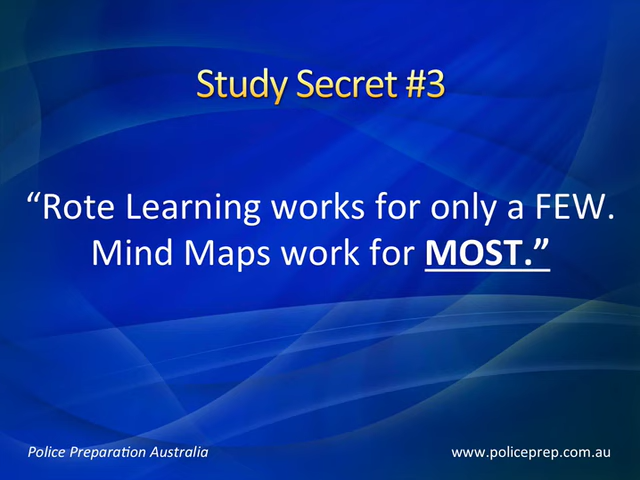 Study Secret #3
“Rote Learning works for only a FEW.
Mind Maps work for MOST.”
Police Preparation Australia
www.policeprep.com.au